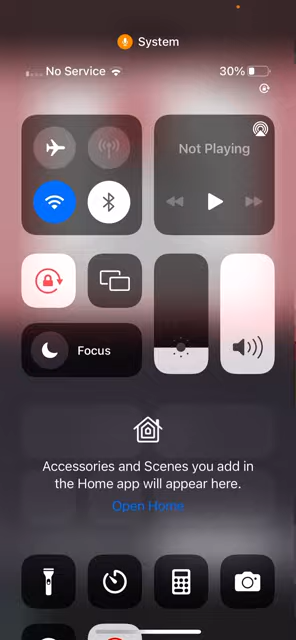 System
No Service 30%
Not Playing
Focus
Accessories and Scenes you add in
the Home app will appear here.
Open Home